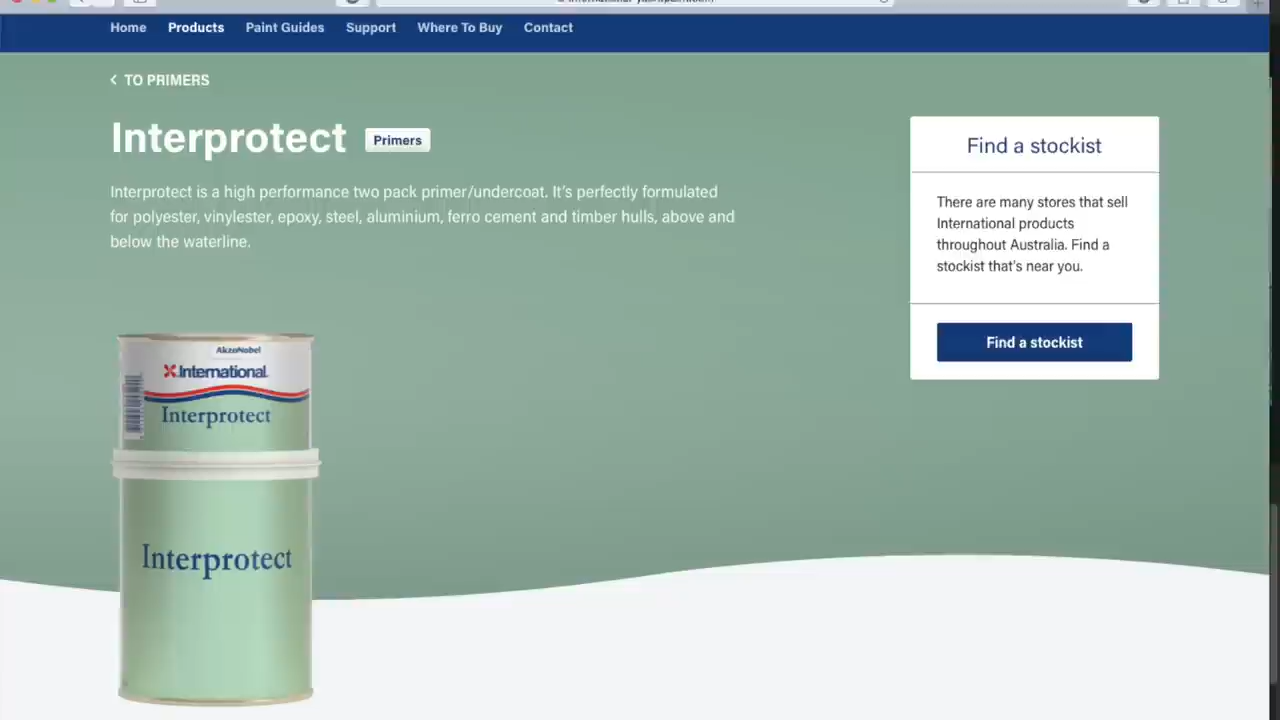 Home Products Paint Guides Support Where To Buy Contact
TO PRIMERS
Interprotect Primers
Interprotect is a high performance two pack primer/undercoat. It's perfectly formulated
for polyester, vinylester, epoxy, steel, aluminium, ferro cement and timber hulls, above and
below the waterline.
Find a stockist
There are many stores that sell
International products
throughout Australia. Find a
stockist that's near you.
Find a stockist
AkzoNobel
International
Interprotect
Interprotect